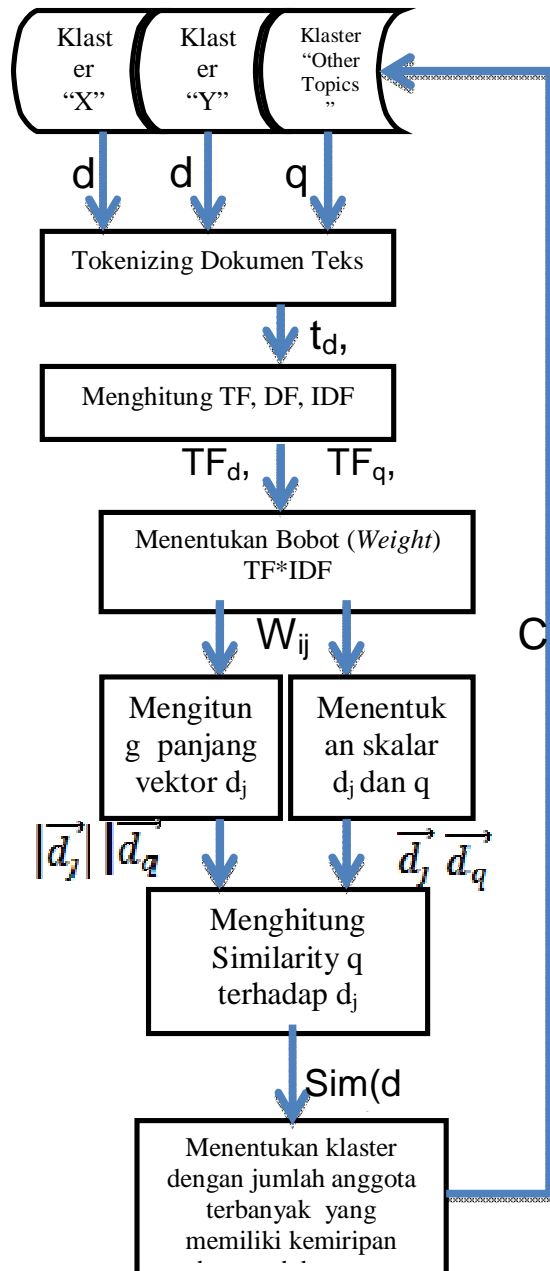 Klast
er
“X”
Klast
er
“Y”
Klaster
“Other
Topics
”
d
d
q
Tokenizing Dokumen Teks
t_d,
Menghitung TF, DF, IDF
TF_d,
TF_q,
Menentukan Bobot (Weight)
TF*IDF
W_ij
C
Mengitun
g panjang
vektor d_j
Menentuk
an skalar
d_j dan q
|d_j| |d_q
d_j d_q
Menghitung
Similarity q
terhadap d_j
Sim(d
Menentukan klaster
dengan jumlah anggota
terbanyak yang
memiliki kemiripan